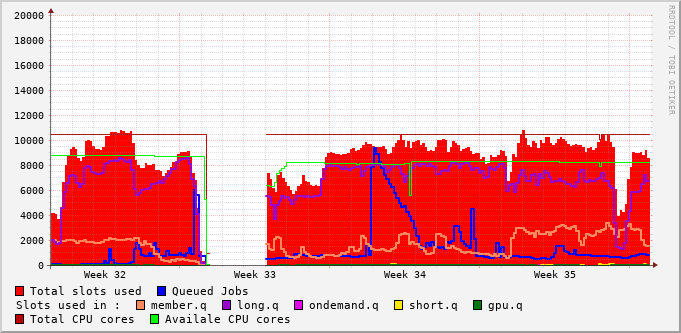 20000
18000
16000
14000
12000
10000
8000
6000
4000
2000
0
Week 32 Week 33 Week 34 Week 35
RRDTOOL / TOBI OETIKER
Total slots used Queued Jobs
Slots used in : member.q long.q ondemand.q short.q gpu.q
Total CPU cores Availale CPU cores